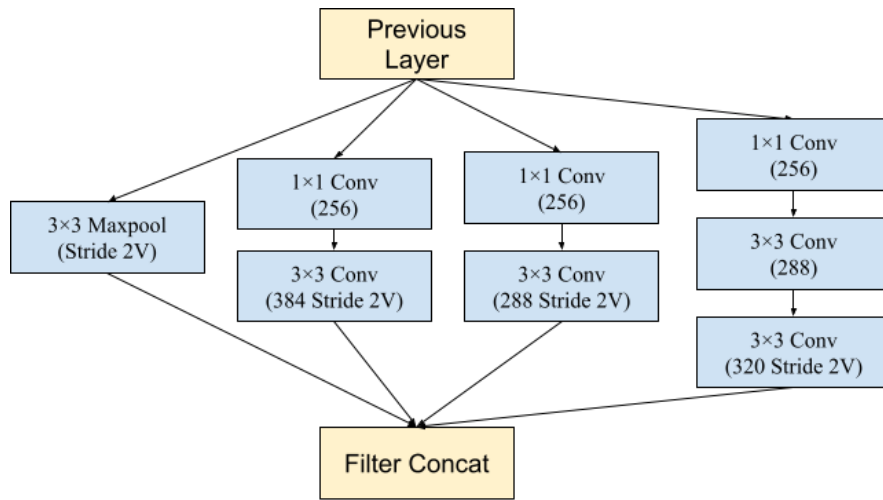 Previous
Layer
3×3 Maxpool
(Stride 2V)
1×1 Conv
(256)
3×3 Conv
(384 Stride 2V)
1×1 Conv
(256)
3×3 Conv
(288 Stride 2V)
1×1 Conv
(256)
3×3 Conv
(288)
3×3 Conv
(320 Stride 2V)
Filter Concat